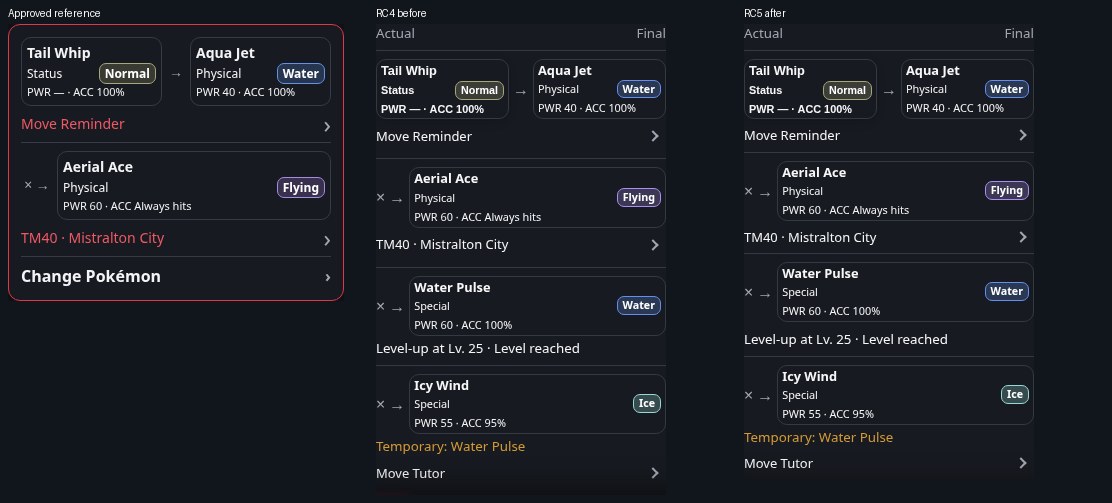 Approved reference
Tail Whip
Status Normal
PWR — · ACC 100%
→
Aqua Jet
Physical Water
PWR 40 · ACC 100%
Move Reminder ›
× →
Aerial Ace
Physical Flying
PWR 60 · ACC Always hits
TM40 · Mistralton City ›
Change Pokémon ›
RC4 before
Actual Final
Tail Whip
Status Normal
PWR — · ACC 100%
→
Aqua Jet
Physical Water
PWR 40 · ACC 100%
Move Reminder
× →
Aerial Ace
Physical Flying
PWR 60 · ACC Always hits
TM40 · Mistralton City
× →
Water Pulse
Special Water
PWR 60 · ACC 100%
Level-up at Lv. 25 · Level reached
× →
Icy Wind
Special Ice
PWR 55 · ACC 95%
Temporary: Water Pulse
Move Tutor
RC5 after
Actual Final
Tail Whip
Status Normal
PWR — · ACC 100%
→
Aqua Jet
Physical Water
PWR 40 · ACC 100%
Move Reminder
× →
Aerial Ace
Physical Flying
PWR 60 · ACC Always hits
TM40 · Mistralton City
× →
Water Pulse
Special Water
PWR 60 · ACC 100%
Level-up at Lv. 25 · Level reached
× →
Icy Wind
Special Ice
PWR 55 · ACC 95%
Temporary: Water Pulse
Move Tutor